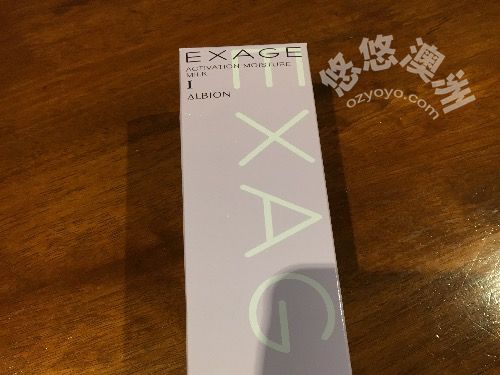 EXAGE
ACTIVATION MOISTURE
MILK
I
ALBION
EXAG
悠悠澳洲
ozyoyo.com